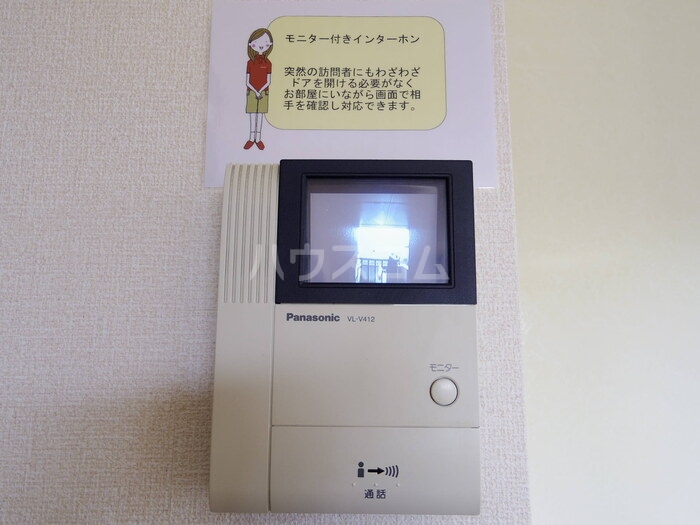 モニター付きインターホン
突然の訪問者にもわざわざ
ドアを開ける必要がなく
お部屋にいながら画面で相
手を確認し対応できます。
ハウスコム
Panasonic VL-V412
モニター
通話